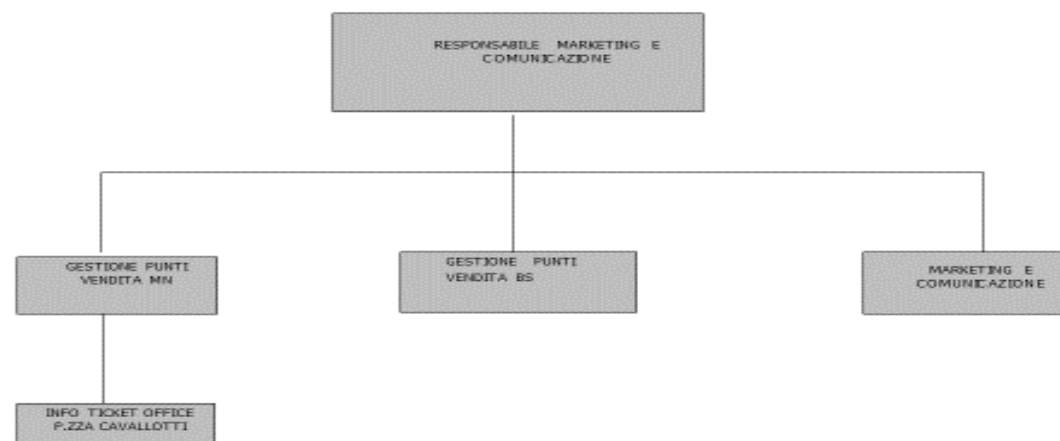 RESPONSABILE MARKETING E
COMUNICAZIONE
GESTIONE PUNTI
VENDITA MN
GESTIONE PUNTI
VENDITA BS
MARKETING E
COMUNICAZIONE
INFO TICKET OFFICE
P.ZZA CAVALLOTTI